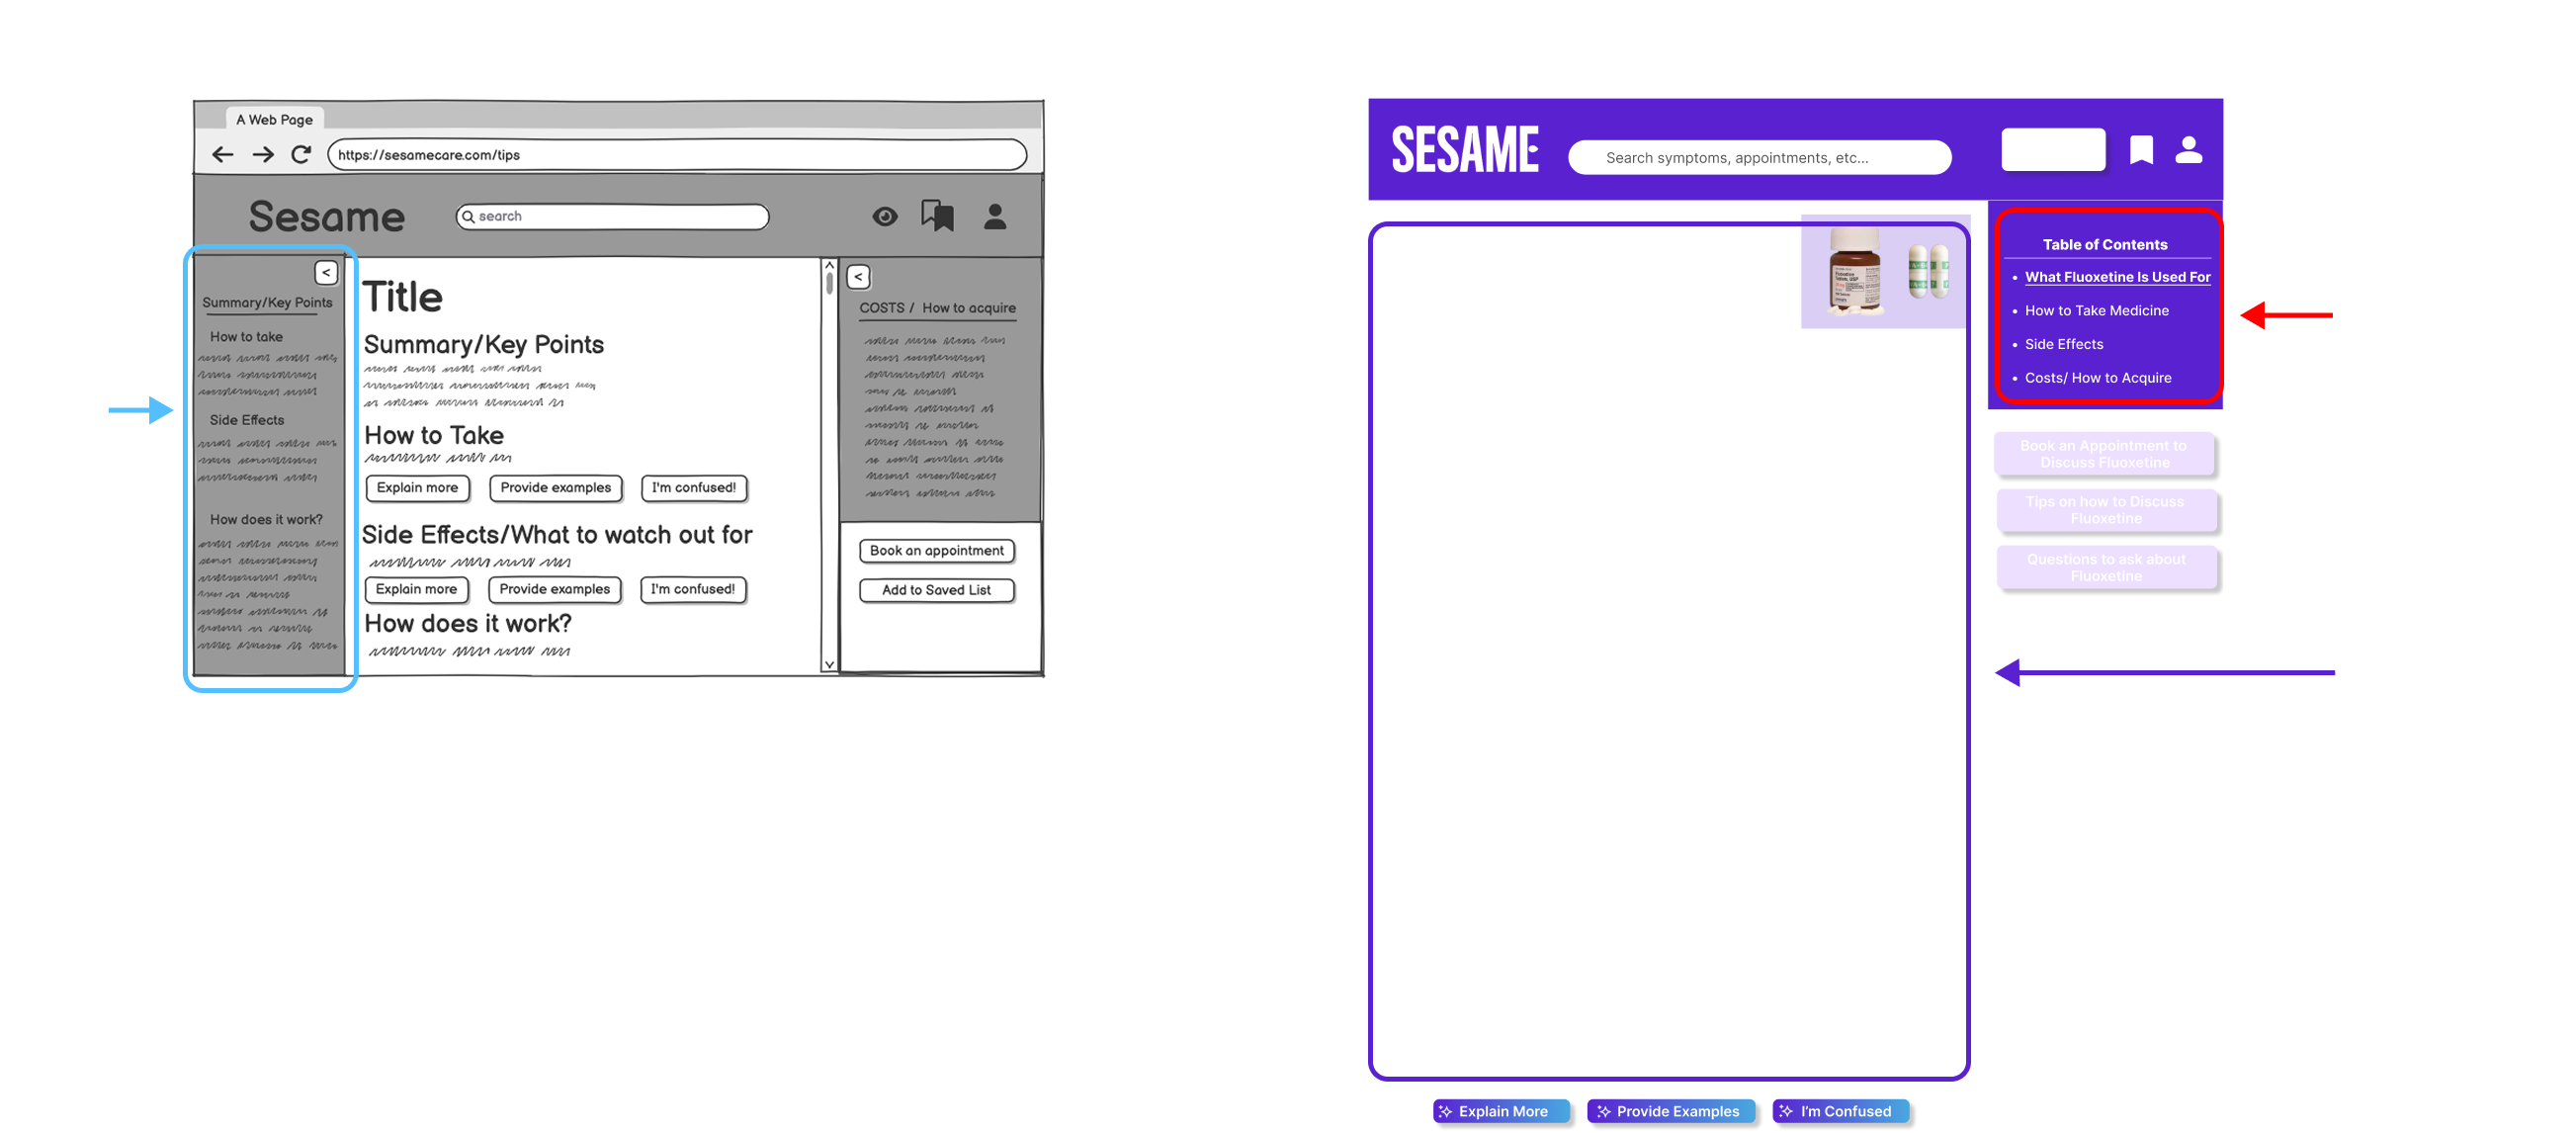 A Web Page
https://sesamecare.com/tips
Sesame
search
<
Summary/Key Points
How to take
Side Effects
How does it work?
Title
Summary/Key Points
How to Take
Explain more
Provide examples
I'm confused!
Side Effects/What to watch out for
Explain more
Provide examples
I'm confused!
How does it work?
<
COSTS / How to acquire
Book an appointment
Add to Saved List
SESAME
Search symptoms, appointments, etc...
Table of Contents
• What Fluoxetine Is Used For
• How to Take Medicine
• Side Effects
• Costs/ How to Acquire
Book an Appointment to
Discuss Fluoxetine
Tips on how to Discuss
Fluoxetine
Questions to ask about
Fluoxetine
Explain More
Provide Examples
I'm Confused